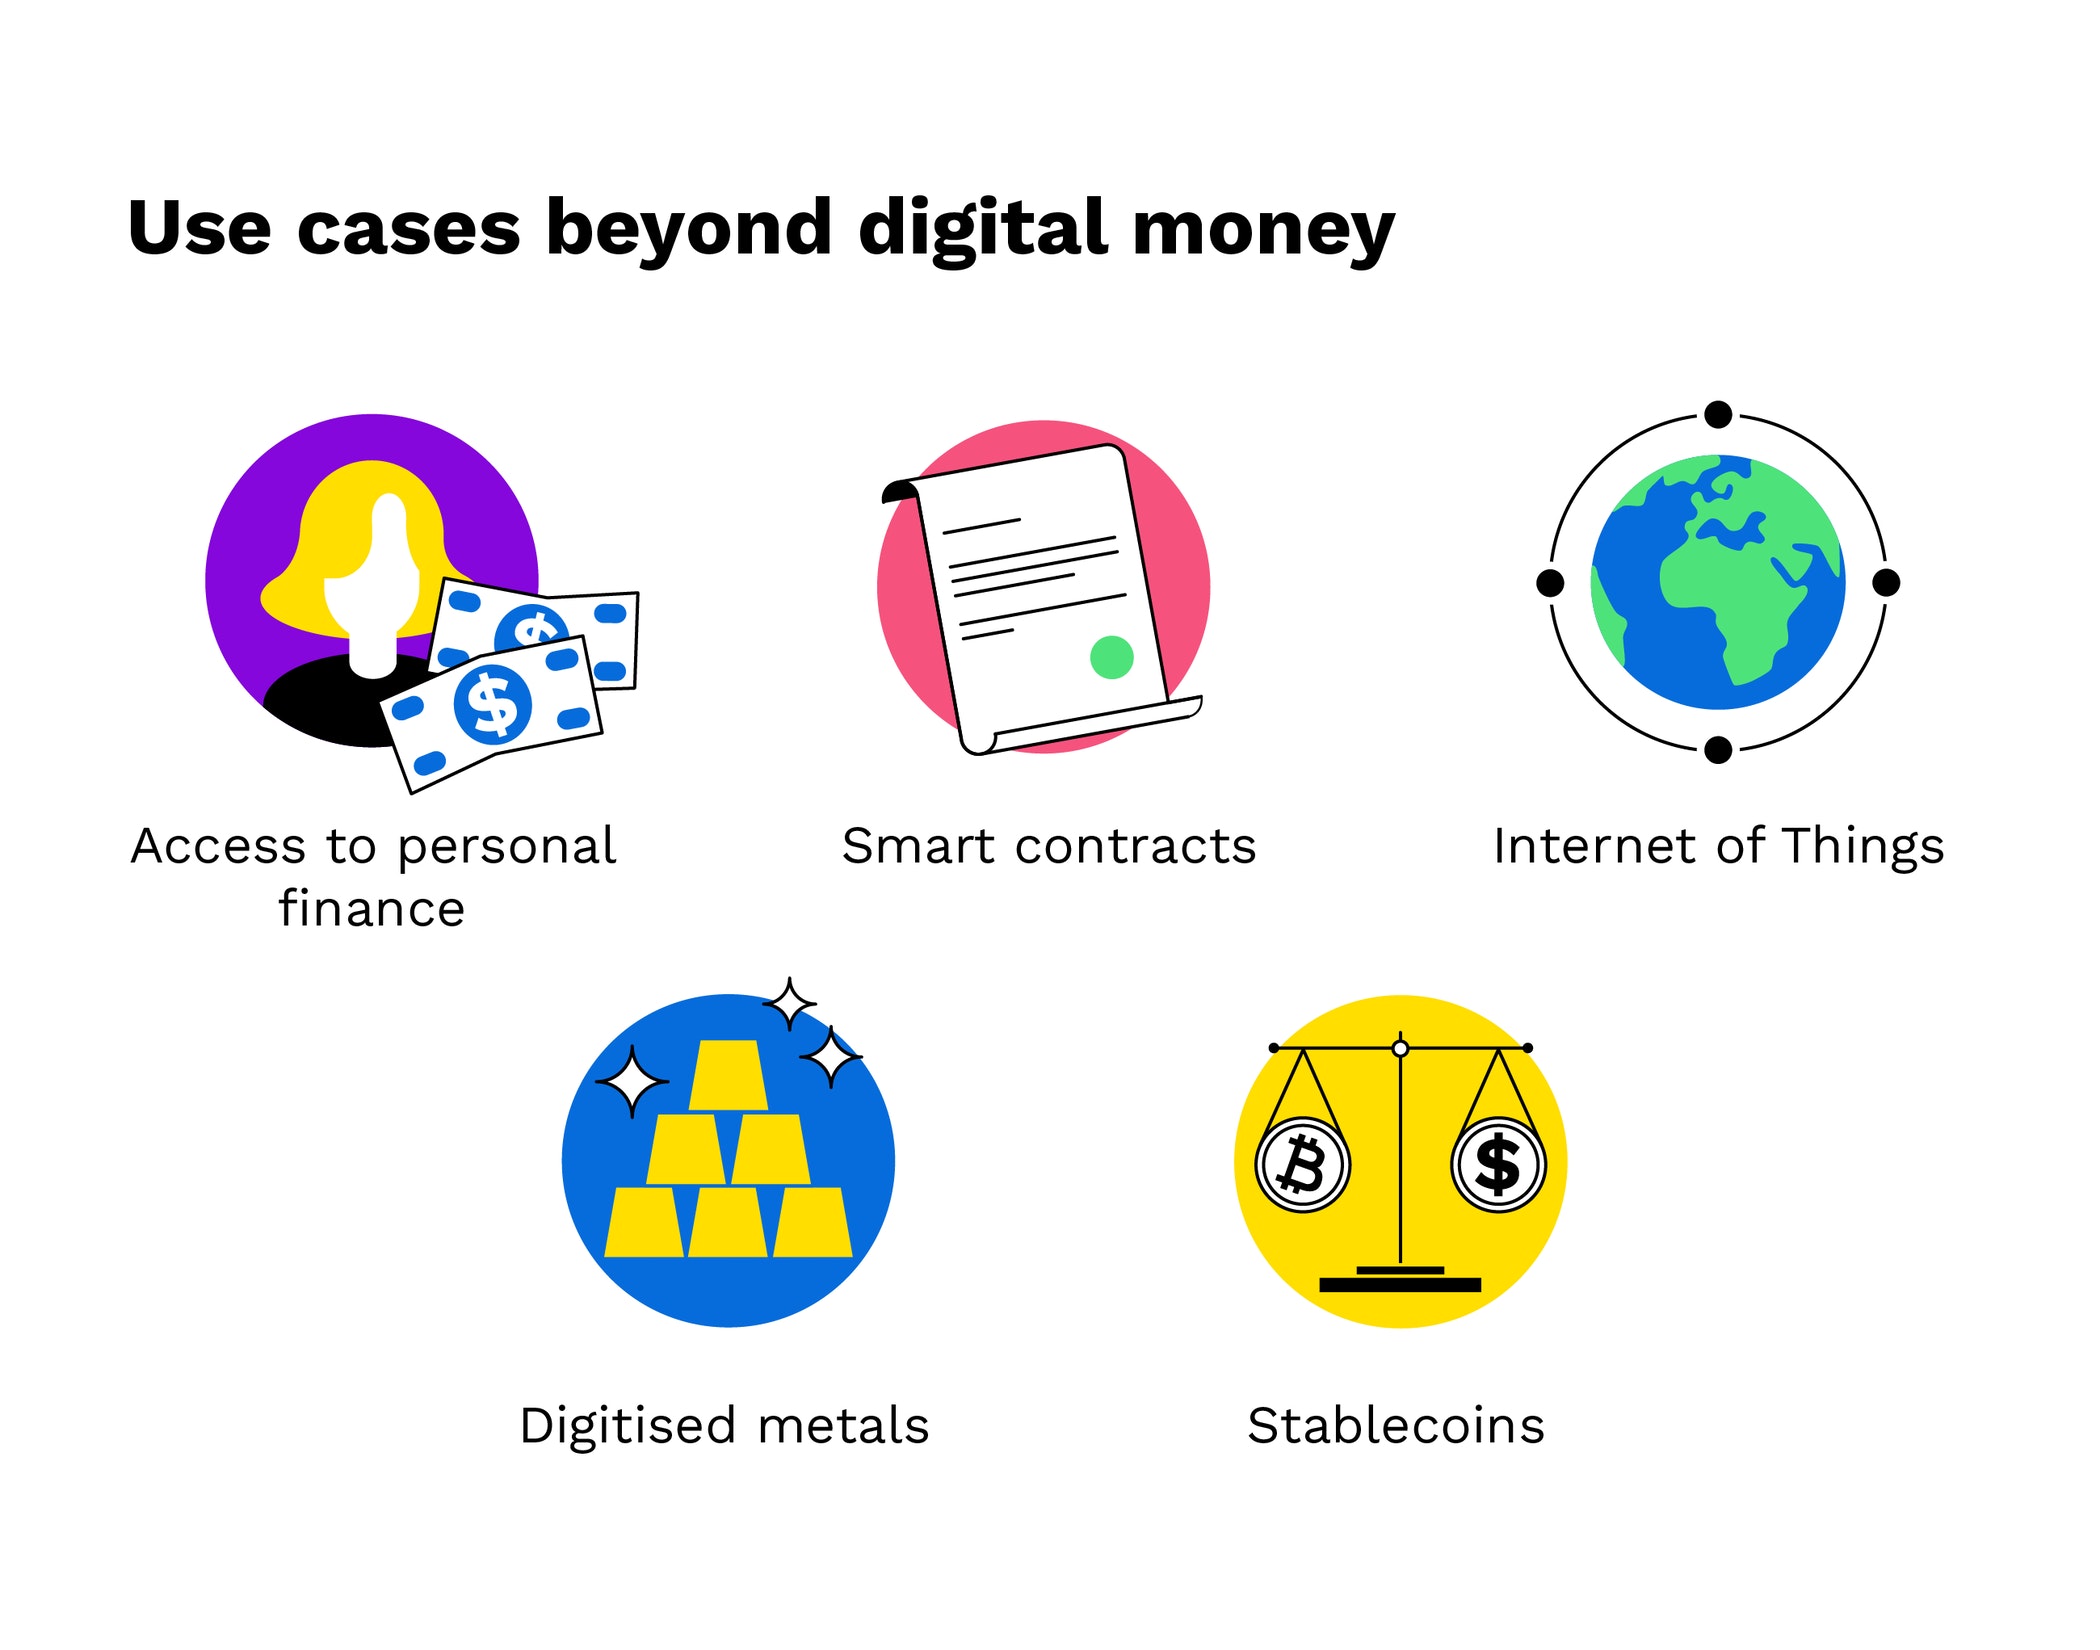 Use cases beyond digital money
$
$
Access to personal
finance
Smart contracts
Internet of Things
₿
$
Digitised metals
Stablecoins